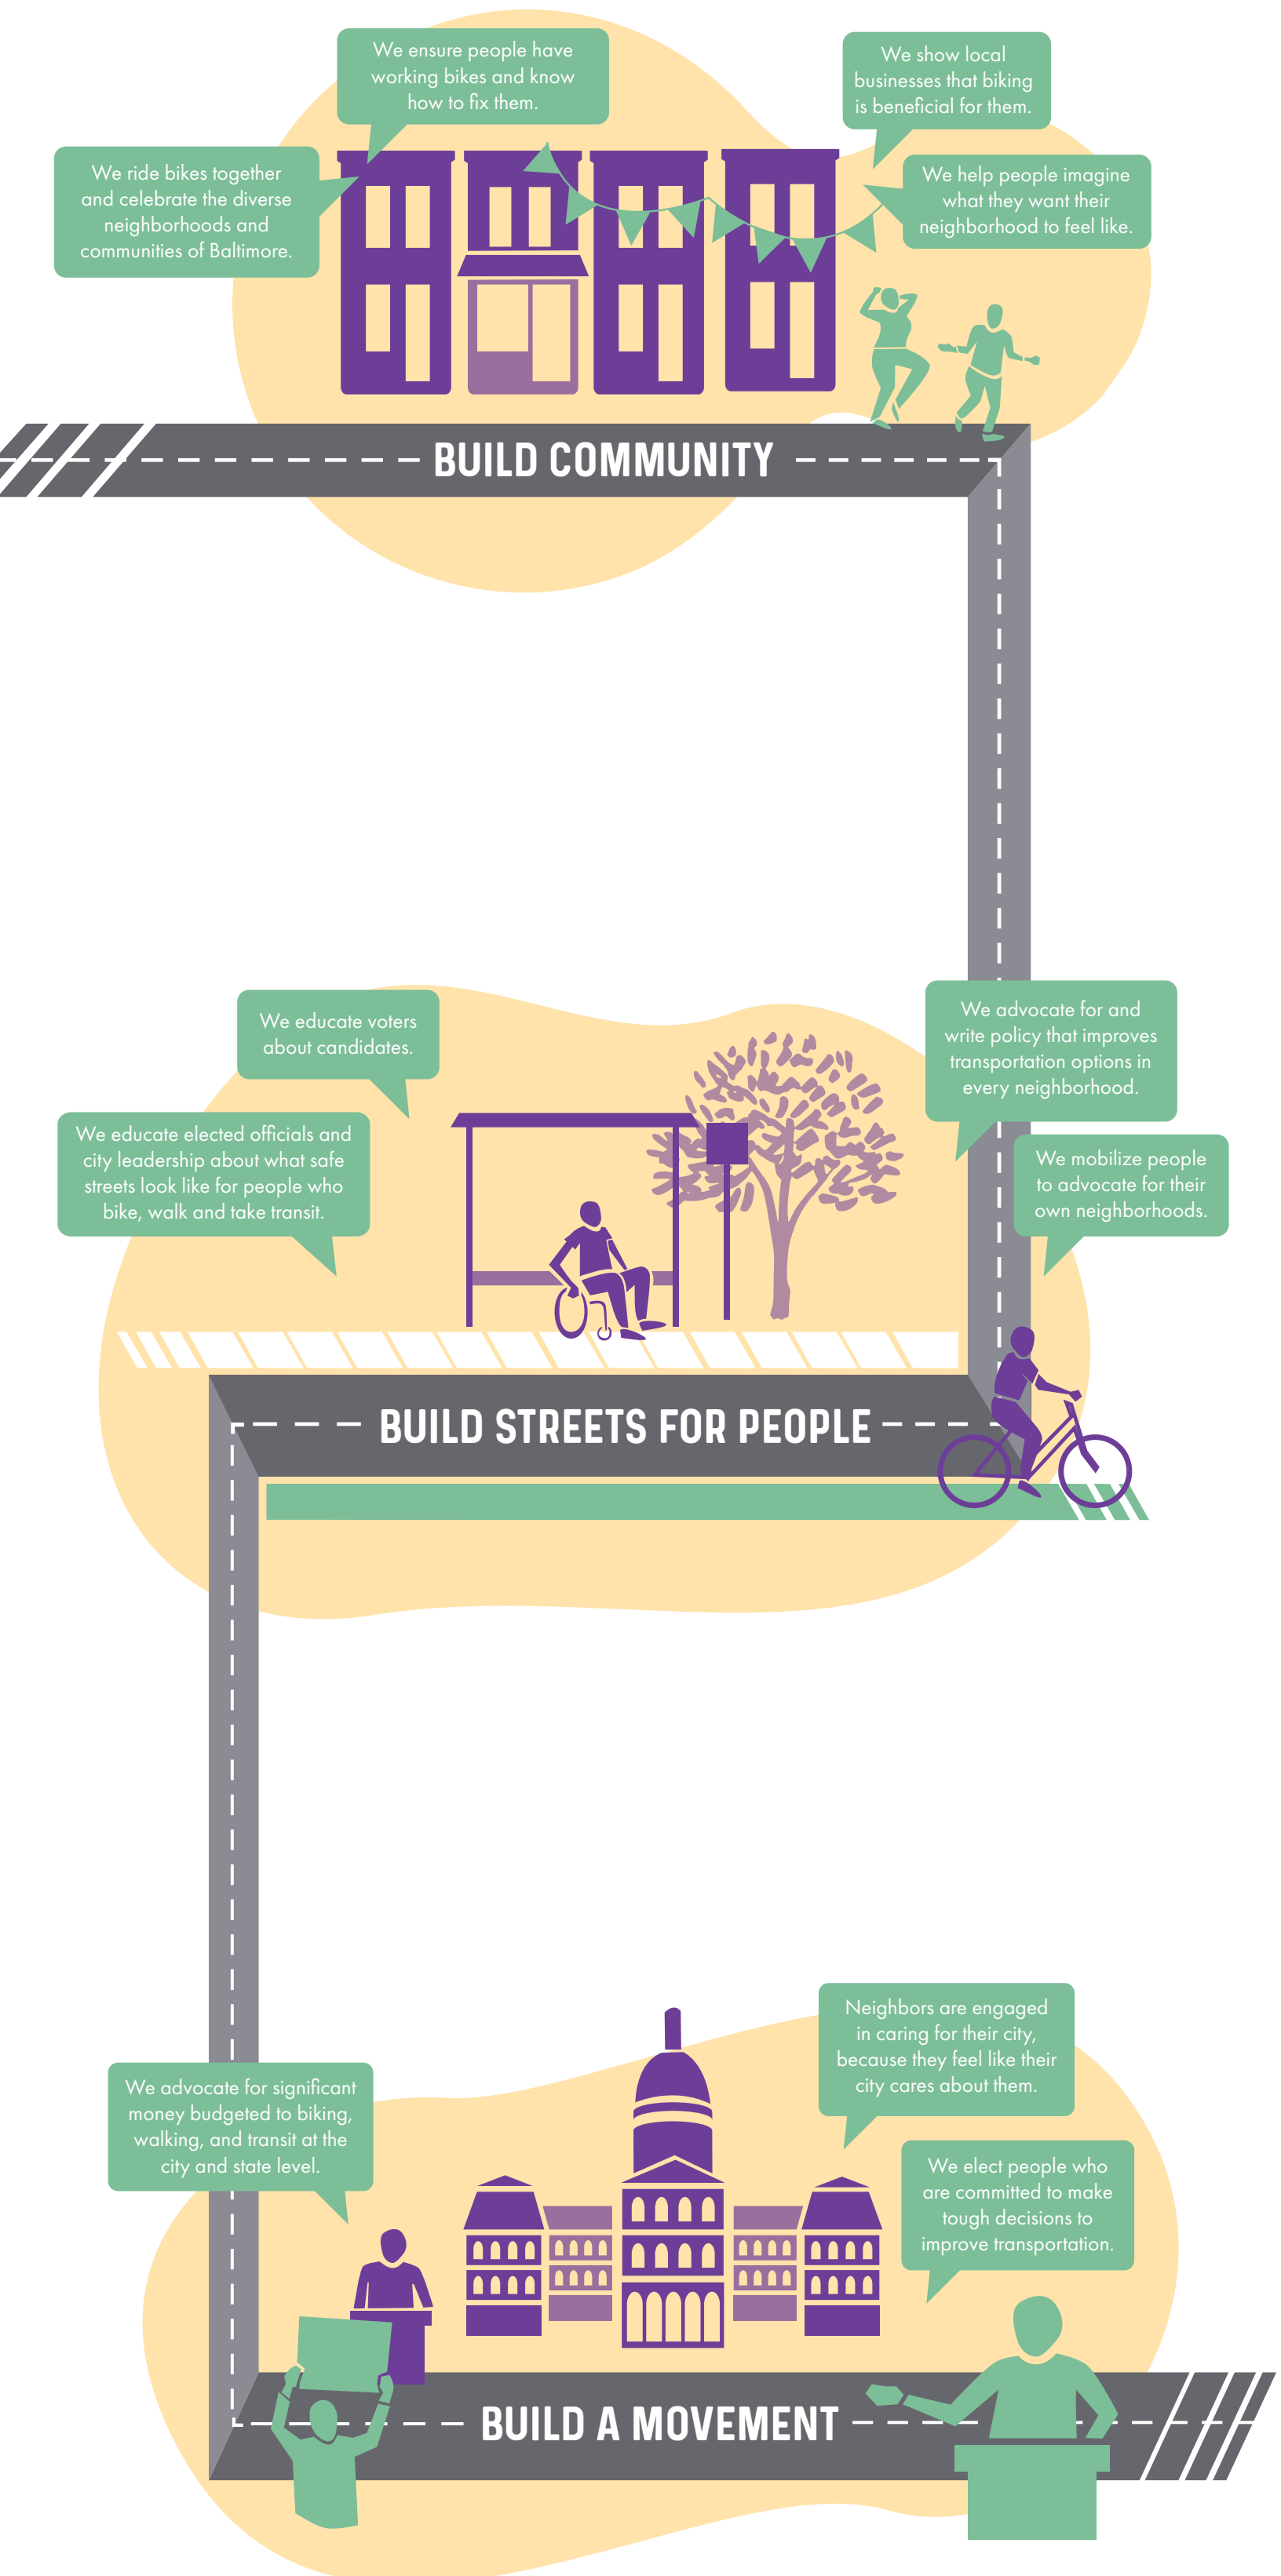 We ensure people have
working bikes and know
how to fix them.
We show local
businesses that biking
is beneficial for them.
We ride bikes together
and celebrate the diverse
neighborhoods and
communities of Baltimore.
We help people imagine
what they want their
neighborhood to feel like.
BUILD COMMUNITY
We educate voters
about candidates.
We advocate for and
write policy that improves
transportation options in
every neighborhood.
We educate elected officials and
city leadership about what safe
streets look like for people who
bike, walk and take transit.
We mobilize people
to advocate for their
own neighborhoods.
BUILD STREETS FOR PEOPLE
Neighbors are engaged
in caring for their city,
because they feel like their
city cares about them.
We advocate for significant
money budgeted to biking,
walking, and transit at the
city and state level.
We elect people who
are committed to make
tough decisions to
improve transportation.
BUILD A MOVEMENT